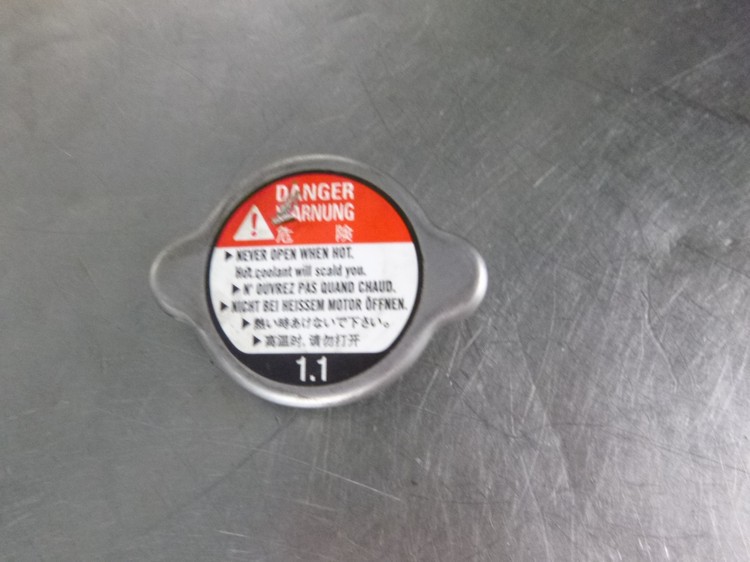 DANGER
WARNUNG
危険
▶NEVER OPEN WHEN HOT.
Hot coolant will scald you.
▶N' OUVREZ PAS QUAND CHAUD.
▶NICHT BEI HEISSEM MOTOR ÖFFNEN.
▶熱い時あけないで下さい。
▶高温时,请勿打开
1.1